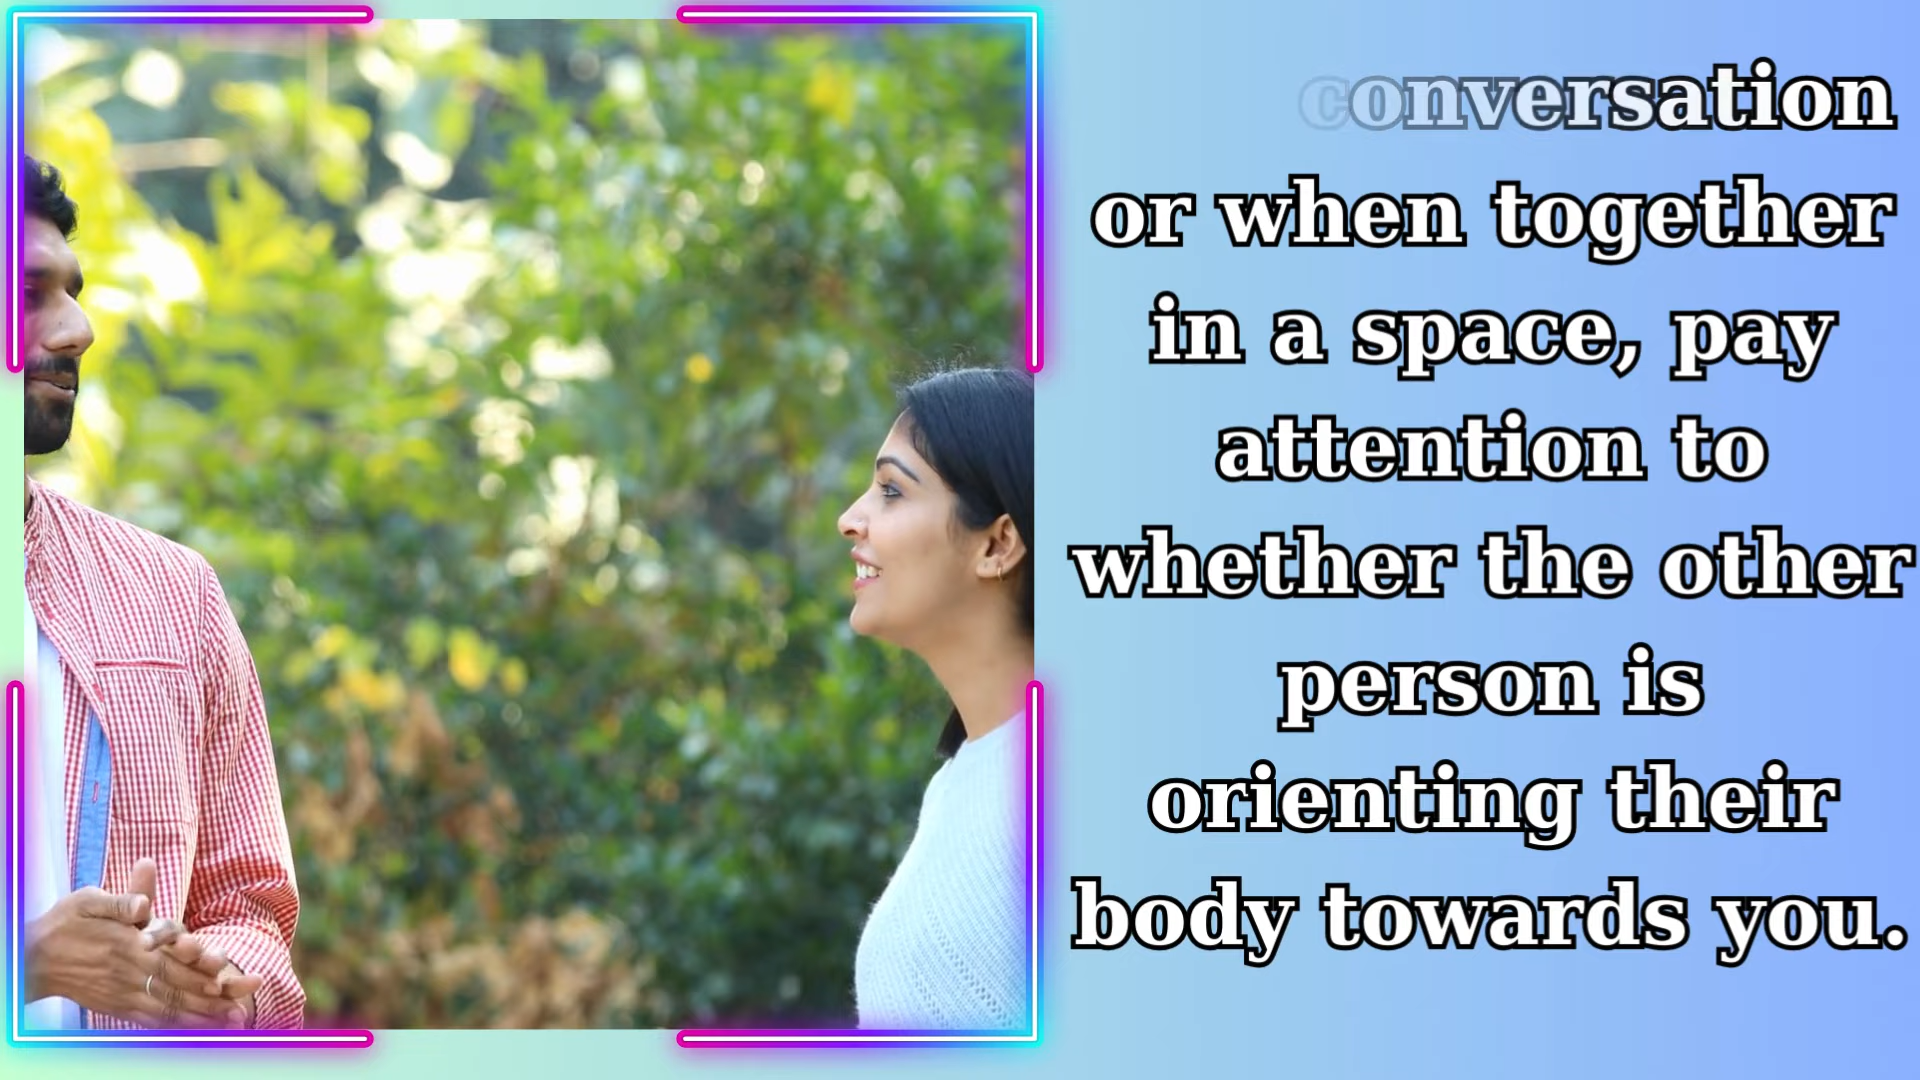 conversation
or when together
in a space, pay
attention to
whether the other
person is
orienting their
body towards you.